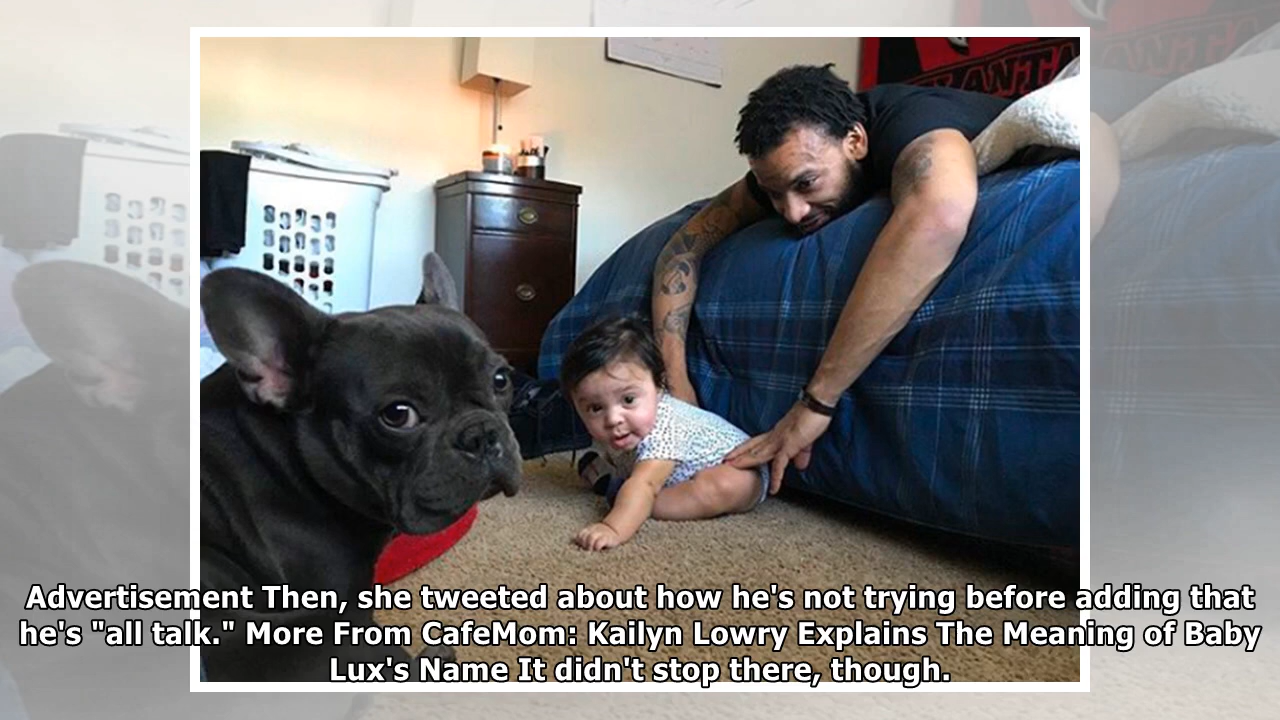 Advertisement Then, she tweeted about how he's not trying before adding that
he's "all talk." More From CafeMom: Kailyn Lowry Explains The Meaning of Baby
Lux's Name It didn't stop there, though.